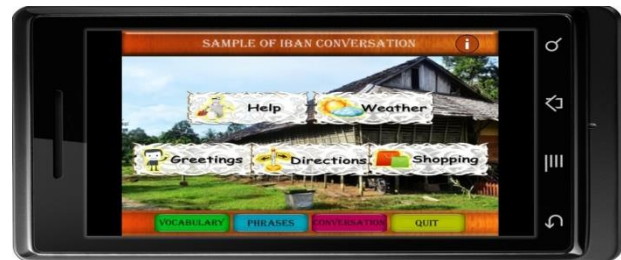 SAMPLE OF IBAN CONVERSATION i
Help Weather
Greetings Directions Shopping
VOCABULARY PHRASES CONVERSATION QUIT